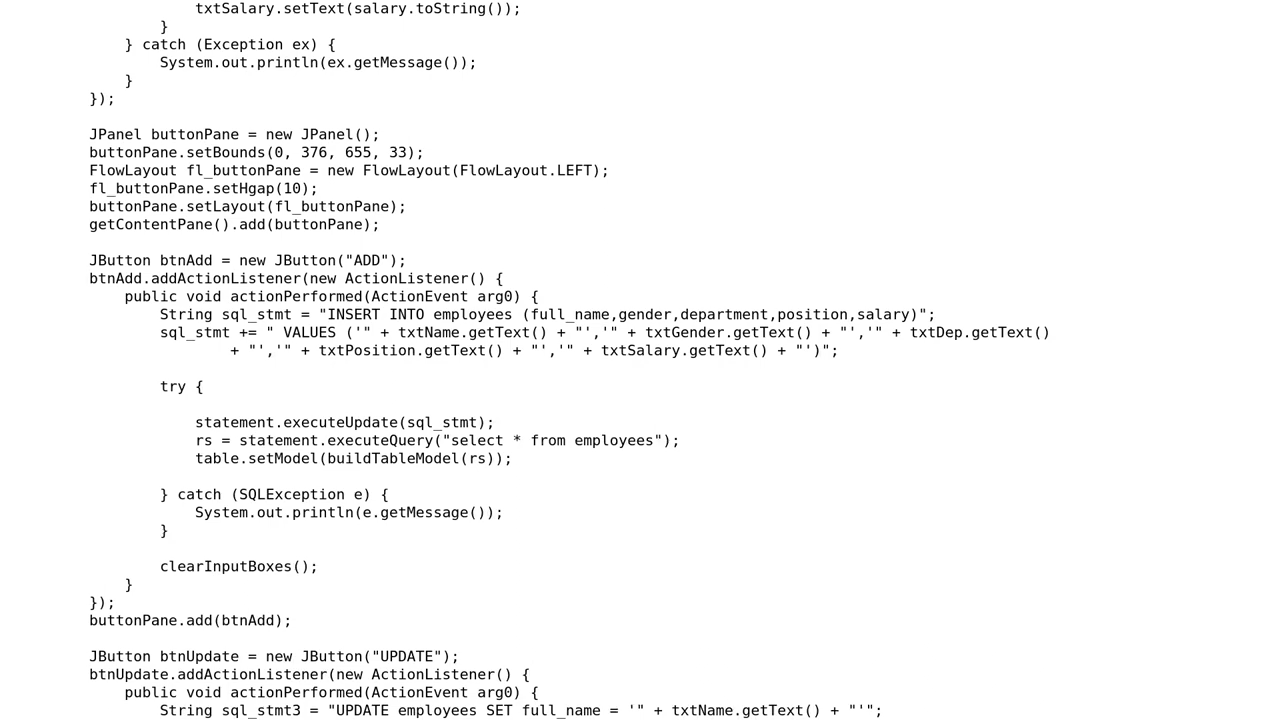 txtSalary.setText(salary.toString());
}
} catch (Exception ex) {
System.out.println(ex.getMessage());
}
});
JPanel buttonPane = new JPanel();
buttonPane.setBounds(0, 376, 655, 33);
FlowLayout fl_buttonPane = new FlowLayout(FlowLayout.LEFT);
fl_buttonPane.setHgap(10);
buttonPane.setLayout(fl_buttonPane);
getContentPane().add(buttonPane);
JButton btnAdd = new JButton("ADD");
btnAdd.addActionListener(new ActionListener() {
public void actionPerformed(ActionEvent arg0) {
String sql_stmt = "INSERT INTO employees (full_name,gender,department,position,salary)";
sql_stmt += " VALUES ('" + txtName.getText() + "','" + txtGender.getText() + "','" + txtDep.getText()
+ "','" + txtPosition.getText() + "','" + txtSalary.getText() + "')";
try {
statement.executeUpdate(sql_stmt);
rs = statement.executeQuery("select * from employees");
table.setModel(buildTableModel(rs));
} catch (SQLException e) {
System.out.println(e.getMessage());
}
clearInputBoxes();
}
});
buttonPane.add(btnAdd);
JButton btnUpdate = new JButton("UPDATE");
btnUpdate.addActionListener(new ActionListener() {
public void actionPerformed(ActionEvent arg0) {
String sql_stmt3 = "UPDATE employees SET full_name = '" + txtName.getText() + "'";